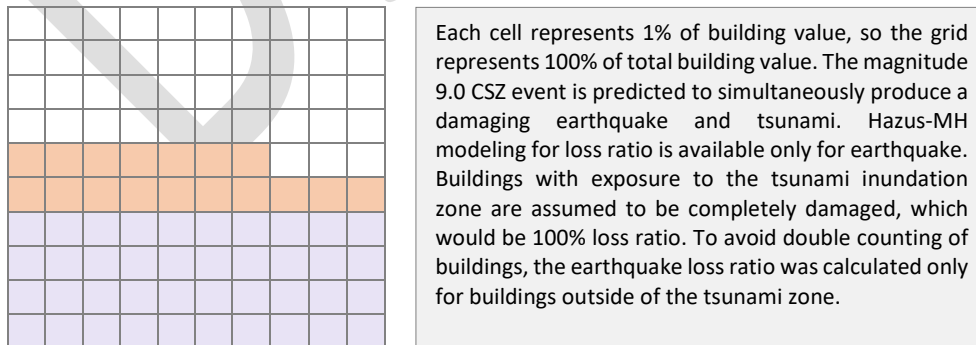 Each cell represents 1% of building value, so the grid
represents 100% of total building value. The magnitude
9.0 CSZ event is predicted to simultaneously produce a
damaging earthquake and tsunami. Hazus-MH
modeling for loss ratio is available only for earthquake.
Buildings with exposure to the tsunami inundation
zone are assumed to be completely damaged, which
would be 100% loss ratio. To avoid double counting of
buildings, the earthquake loss ratio was calculated only
for buildings outside of the tsunami zone.